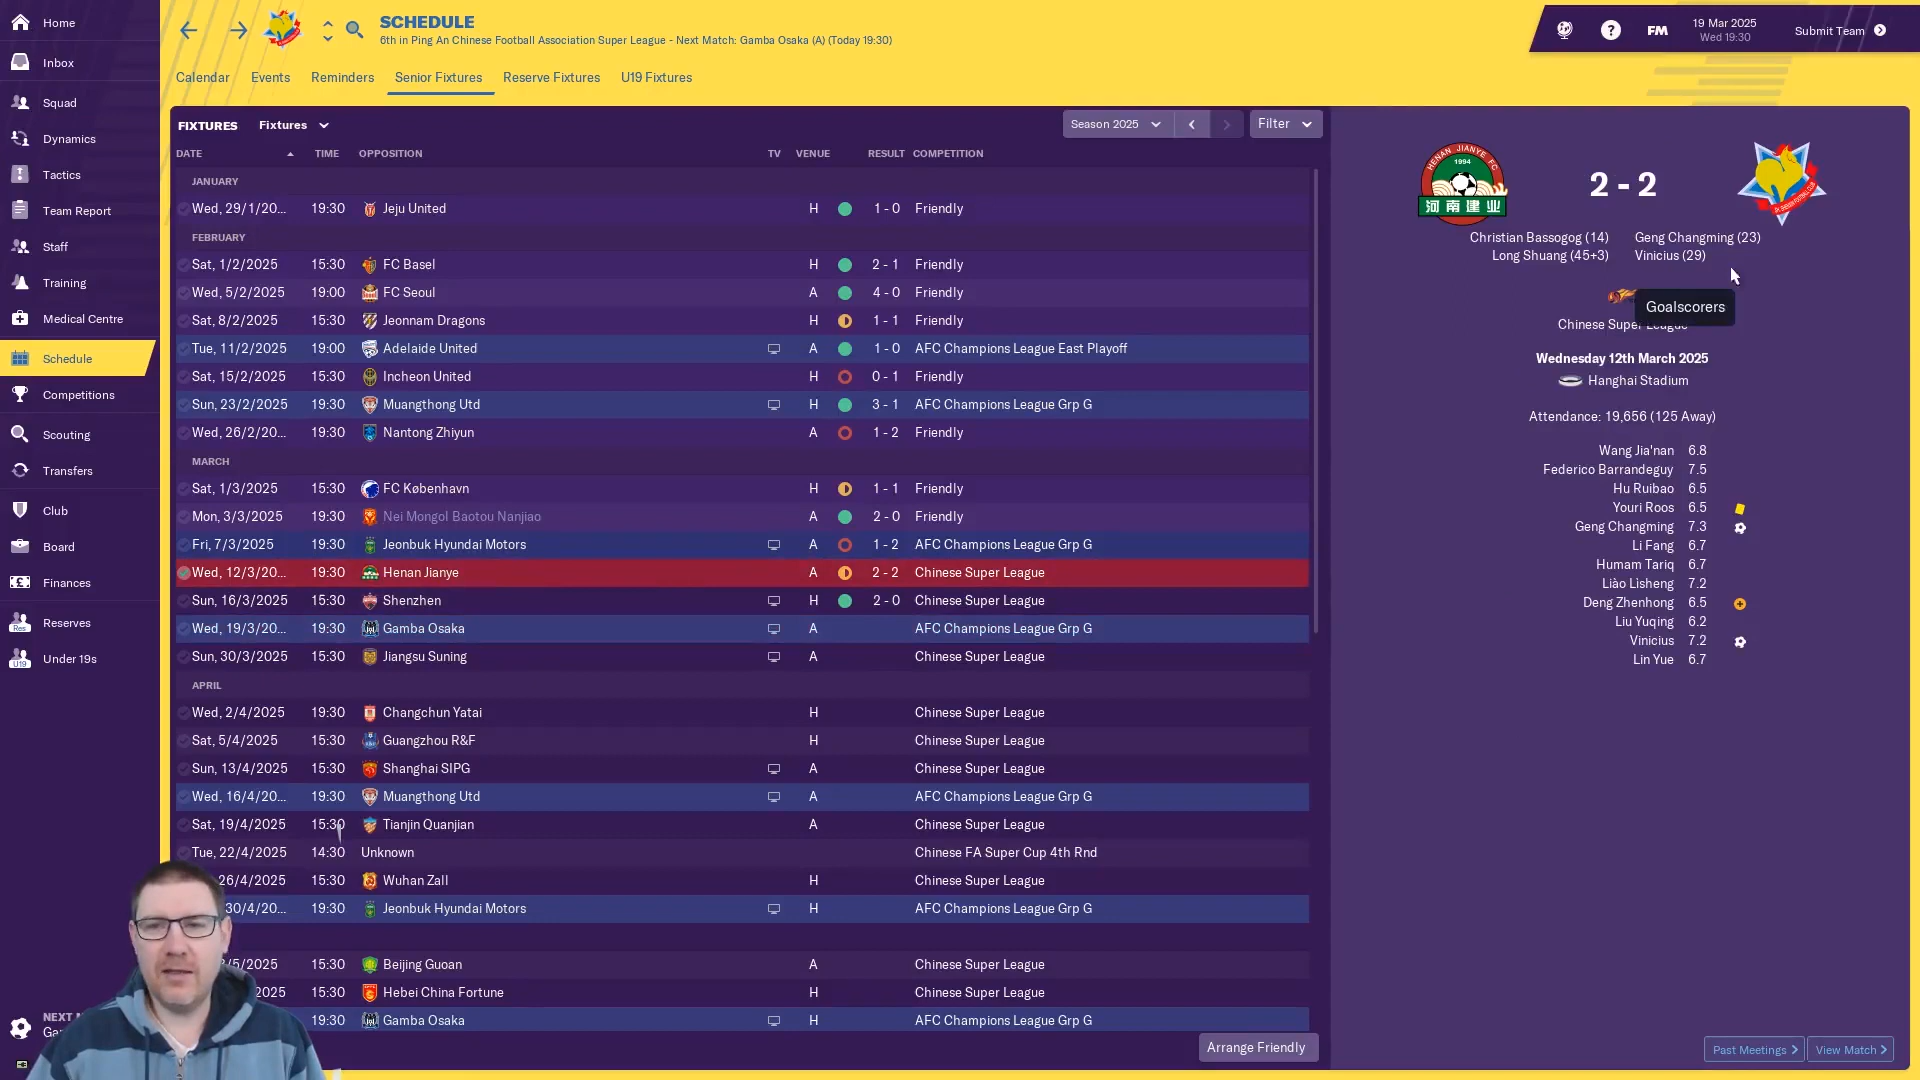 Home
Inbox
Squad
Dynamics
Tactics
Team Report
Staff
Training
Medical Centre
Schedule
Competitions
Scouting
Transfers
Club
Board
Finances
Reserves
Under 19s
SCHEDULE
6th in Ping An Chinese Football Association Super League - Next Match: Gamba Osaka (A) (Today 19:30)
FM
19 Mar 2025
Wed 19:30
Submit Team
Calendar Events Reminders Senior Fixtures Reserve Fixtures U19 Fixtures
FIXTURES Fixtures Season 2025 Filter
DATE TIME OPPOSITION TV VENUE RESULT COMPETITION
JANUARY
Wed, 29/1/20... 19:30 Jeju United H 1 - 0 Friendly
FEBRUARY
Sat, 1/2/2025 15:30 FC Basel H 2 - 1 Friendly
Wed, 5/2/2025 19:00 FC Seoul A 4 - 0 Friendly
Sat, 8/2/2025 15:30 Jeonnam Dragons H 1 - 1 Friendly
Tue, 11/2/2025 19:00 Adelaide United A 1 - 0 AFC Champions League East Playoff
Sat, 15/2/2025 15:30 Incheon United H 0 - 1 Friendly
Sun, 23/2/2025 19:30 Muangthong Utd H 3 - 1 AFC Champions League Grp G
Wed, 26/2/20... 19:30 Nantong Zhiyun A 1 - 2 Friendly
MARCH
Sat, 1/3/2025 15:30 FC København H 1 - 1 Friendly
Mon, 3/3/2025 19:30 Nei Mongol Baotou Nanjiao A 2 - 0 Friendly
Fri, 7/3/2025 19:30 Jeonbuk Hyundai Motors A 1 - 2 AFC Champions League Grp G
Wed, 12/3/20... 19:30 Henan Jianye A 2 - 2 Chinese Super League
Sun, 16/3/2025 15:30 Shenzhen H 2 - 0 Chinese Super League
Wed, 19/3/20... 19:30 Gamba Osaka A AFC Champions League Grp G
Sun, 30/3/2025 15:30 Jiangsu Suning A Chinese Super League
APRIL
Wed, 2/4/2025 19:30 Changchun Yatai H Chinese Super League
Sat, 5/4/2025 15:30 Guangzhou R&F H Chinese Super League
Sun, 13/4/2025 15:30 Shanghai SIPG A Chinese Super League
Wed, 16/4/20... 19:30 Muangthong Utd A AFC Champions League Grp G
Sat, 19/4/2025 15:30 Tianjin Quanjian A Chinese Super League
Tue, 22/4/2025 14:30 Unknown Chinese FA Super Cup 4th Rnd
26/4/2025 15:30 Wuhan Zall H Chinese Super League
30/4/20... 19:30 Jeonbuk Hyundai Motors H AFC Champions League Grp G
/5/2025 15:30 Beijing Guoan A Chinese Super League
2025 15:30 Hebei China Fortune H Chinese Super League
19:30 Gamba Osaka H AFC Champions League Grp G
Arrange Friendly
HENAN JIANYE FC
1994
河南建业
2 - 2
Christian Bassogog (14) Geng Changming (23)
Long Shuang (45+3) Vinicius (29)
Goalscorers
Chinese Super League
Wednesday 12th March 2025
Hanghai Stadium
Attendance: 19,656 (125 Away)
Wang Jia'nan 6.8
Federico Barrandeguy 7.5
Hu Ruibao 6.5
Youri Roos 6.5
Geng Changming 7.3
Li Fang 6.7
Humam Tariq 6.7
Liào Lìsheng 7.2
Deng Zhenhong 6.5
Liu Yuqing 6.2
Vinicius 7.2
Lin Yue 6.7
Past Meetings View Match
NEXT